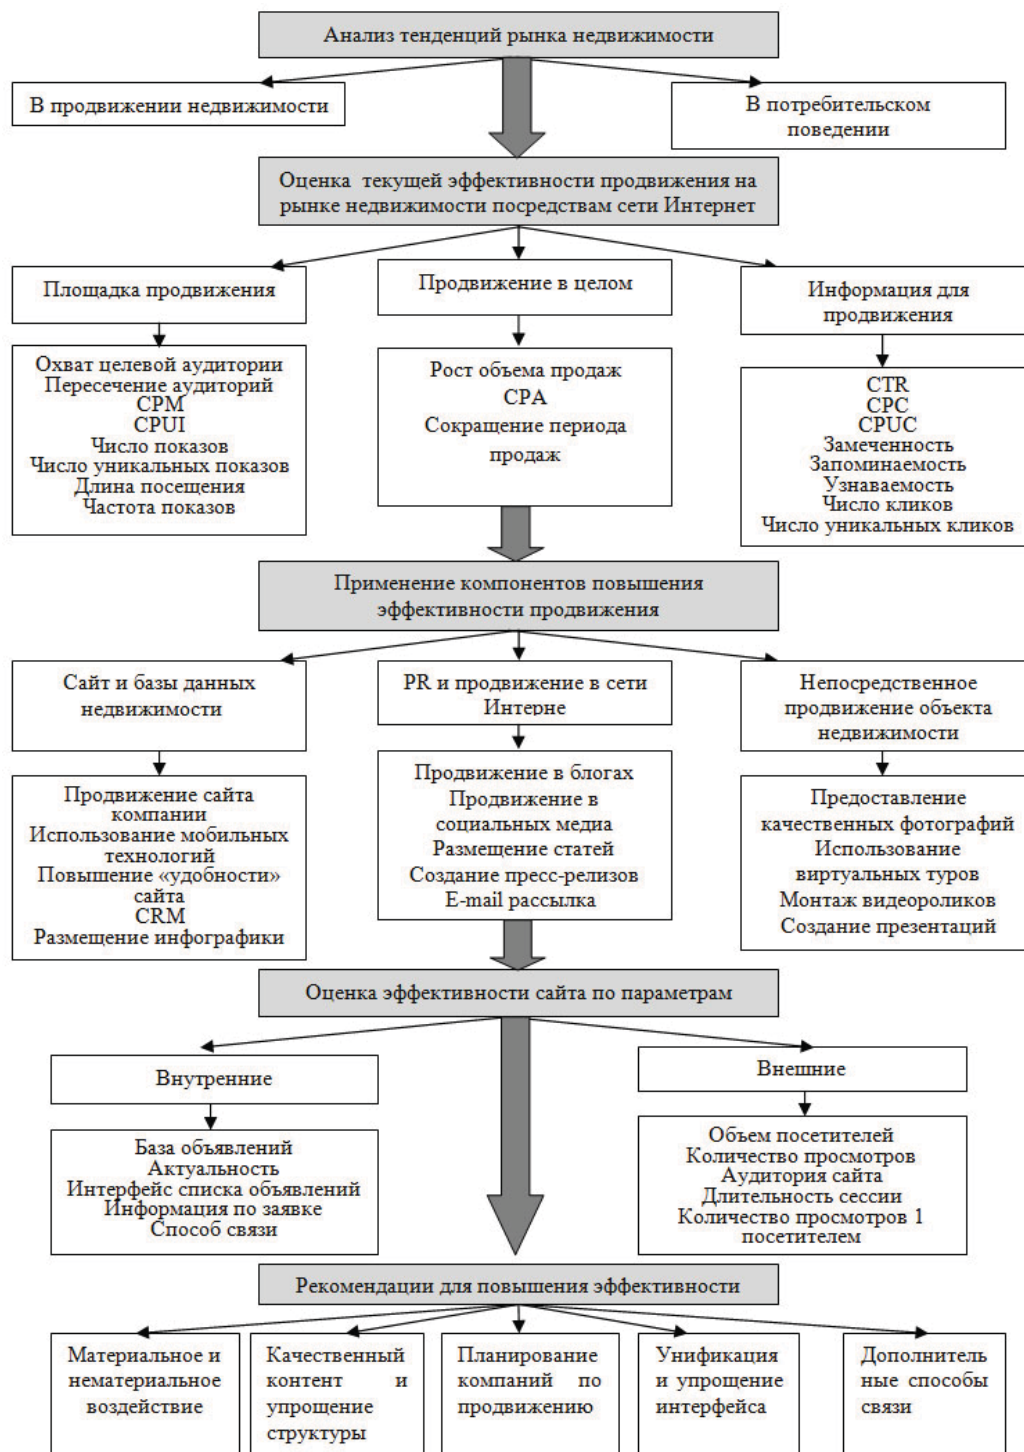 Анализ тенденций рынка недвижимости
В продвижении недвижимости
В потребительском
поведении
Оценка текущей эффективности продвижения на
рынке недвижимости посредствам сети Интернет
Площадка продвижения
Продвижение в целом
Информация для
продвижения
Охват целевой аудитории
Пересечение аудиторий
CPM
CPUI
Число показов
Число уникальных показов
Длина посещения
Частота показов
Рост объема продаж
CPA
Сокращение периода
продаж
CTR
CPC
CPUC
Замеченность
Запоминаемость
Узнаваемость
Число кликов
Число уникальных кликов
Применение компонентов повышения
эффективности продвижения
Сайт и базы данных
недвижимости
PR и продвижение в сети
Интерне
Непосредственное
продвижение объекта
недвижимости
Продвижение сайта
компании
Использование мобильных
технологий
Повышение «удобности»
сайта
CRM
Размещение инфографики
Продвижение в блогах
Продвижение в
социальных медиа
Размещение статей
Создание пресс-релизов
E-mail рассылка
Предоставление
качественных фотографий
Использование
виртуальных туров
Монтаж видеороликов
Создание презентаций
Оценка эффективности сайта по параметрам
Внутренние
Внешние
База объявлений
Актуальность
Интерфейс списка объявлений
Информация по заявке
Способ связи
Объем посетителей
Количество просмотров
Аудитория сайта
Длительность сессии
Количество просмотров 1
посетителем
Рекомендации для повышения эффективности
Материальное и
нематериальное
воздействие
Качественный
контент и
упрощение
структуры
Планирование
компаний по
продвижению
Унификация
и упрощение
интерфейса
Дополнитель
ные способы
связи